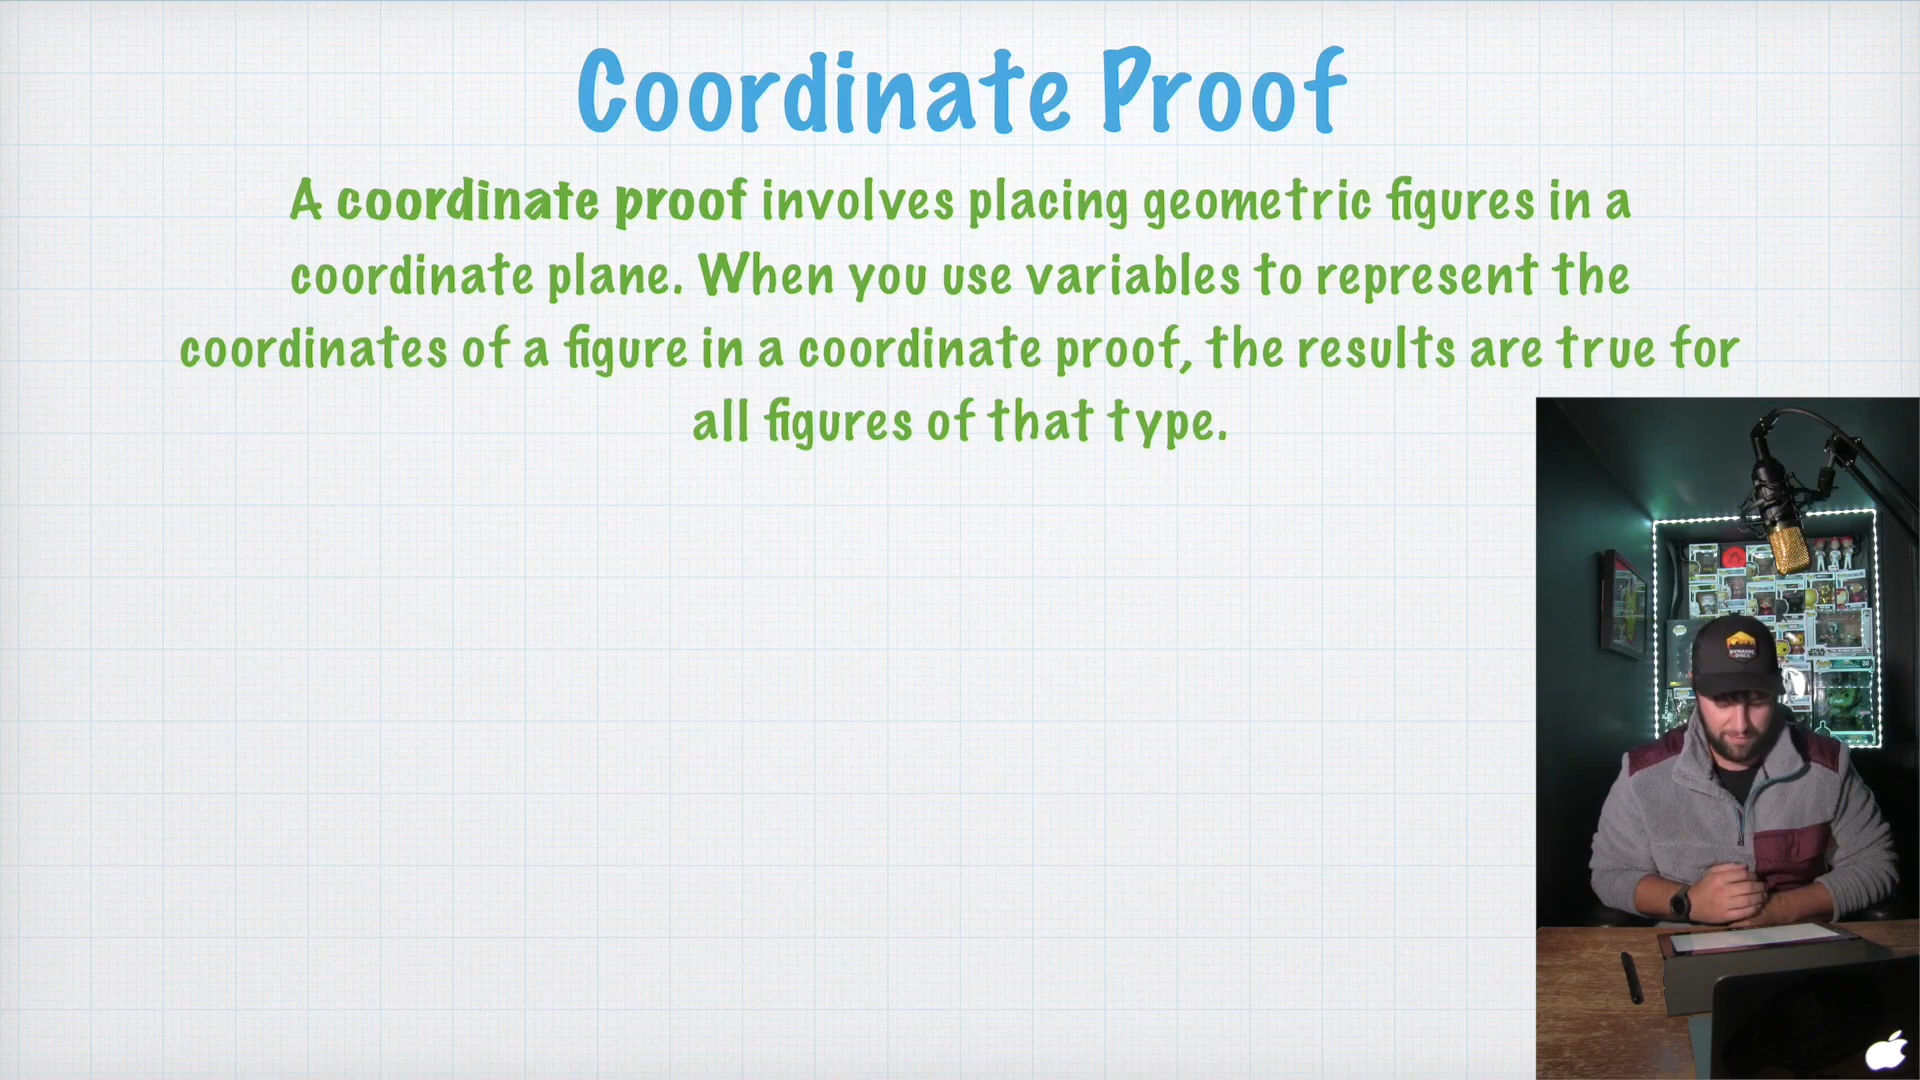 Coordinate Proof
A coordinate proof involves placing geometric figures in a
coordinate plane. When you use variables to represent the
coordinates of a figure in a coordinate proof, the results are true for
all figures of that type.